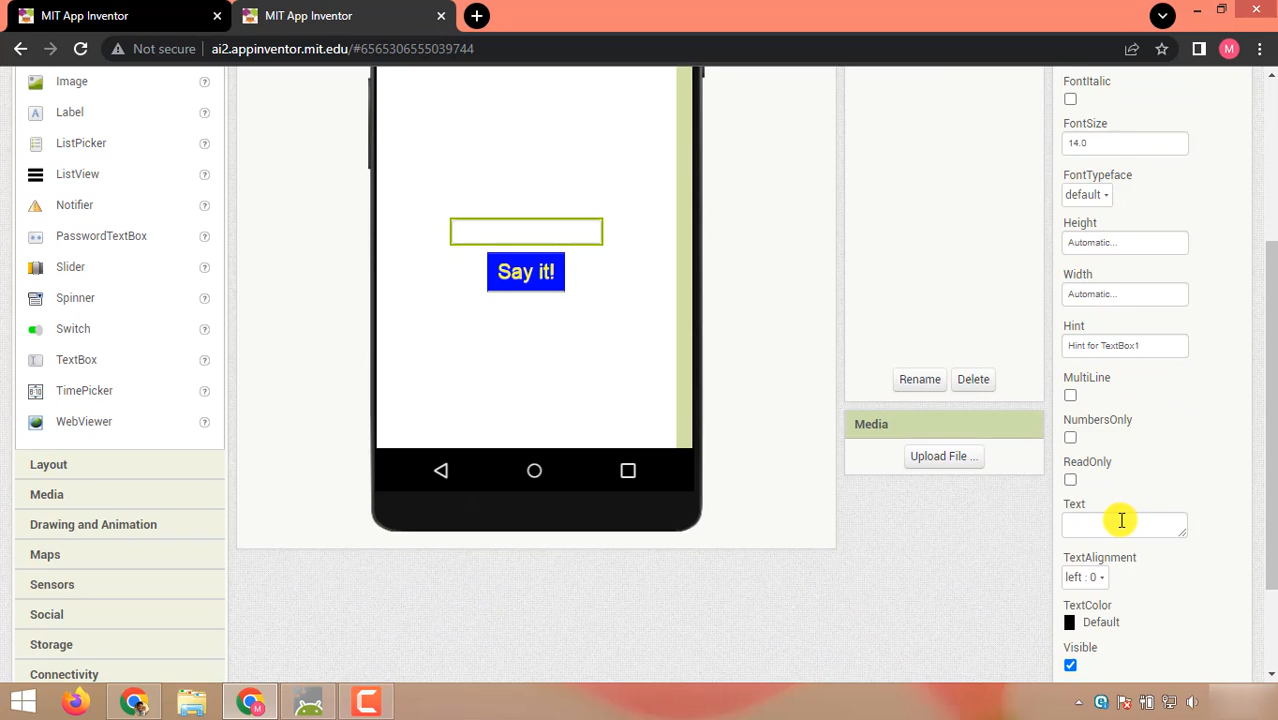 MIT App Inventor
MIT App Inventor
Not secure
ai2.appinventor.mit.edu/#6565306555039744
M
Image
Label
ListPicker
ListView
Notifier
PasswordTextBox
Slider
Spinner
Switch
TextBox
TimePicker
WebViewer
Layout
Media
Drawing and Animation
Maps
Sensors
Social
Storage
Connectivity
Say it!
Rename
Delete
Media
Upload File ...
FontItalic
FontSize
14.0
FontTypeface
default
Height
Automatic...
Width
Automatic...
Hint
Hint for TextBox1
MultiLine
NumbersOnly
ReadOnly
Text
TextAlignment
left : 0
TextColor
Default
Visible